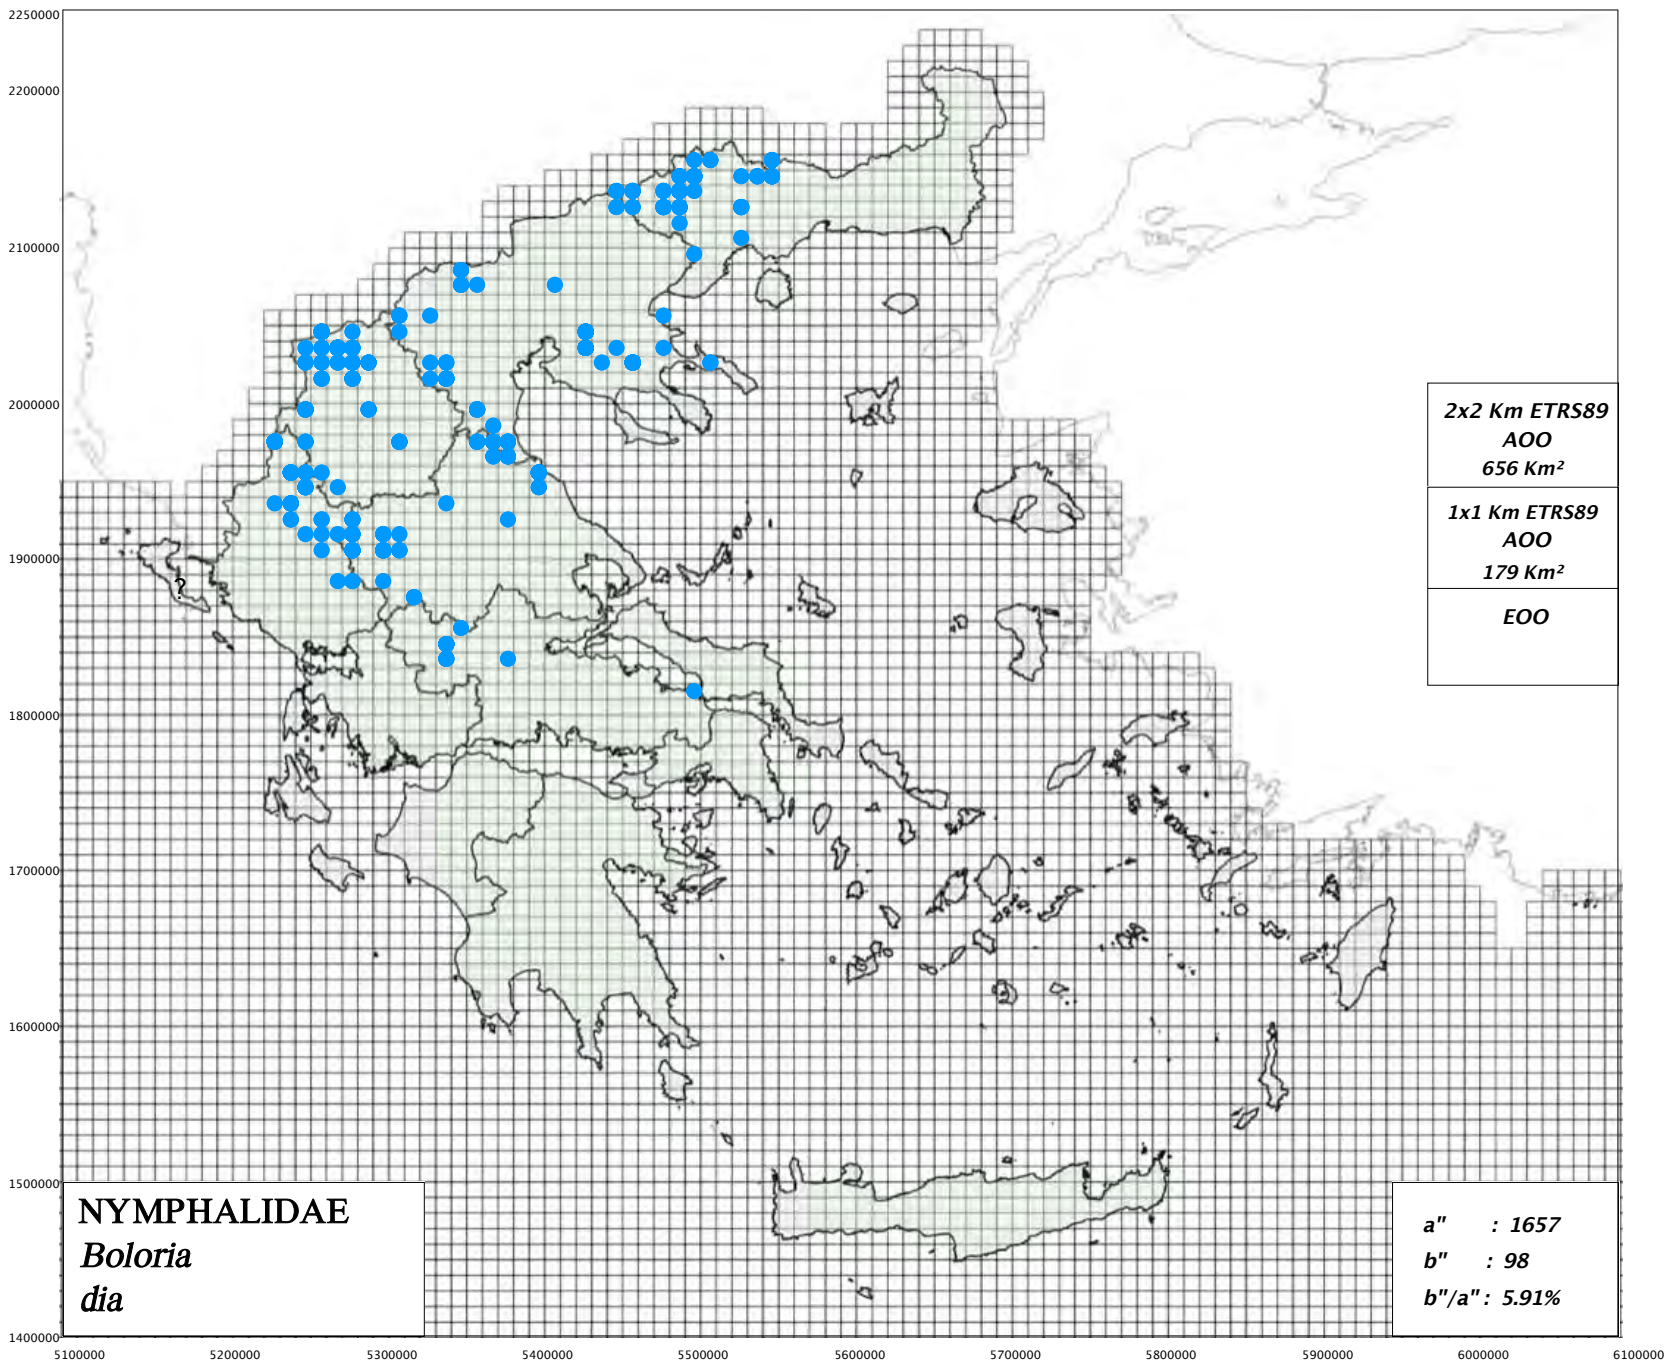 2250000
2200000
2100000
2000000
1900000
1800000
1700000
1600000
1500000
1400000
2x2 Km ETRS89
AOO
656 Km²
1x1 Km ETRS89
AOO
179 Km²
EOO
?
NYMPHALIDAE
Boloria
dia
a" : 1657
b" : 98
b"/a" : 5.91%
5100000 5200000 5300000 5400000 5500000 5600000 5700000 5800000 5900000 6000000 6100000